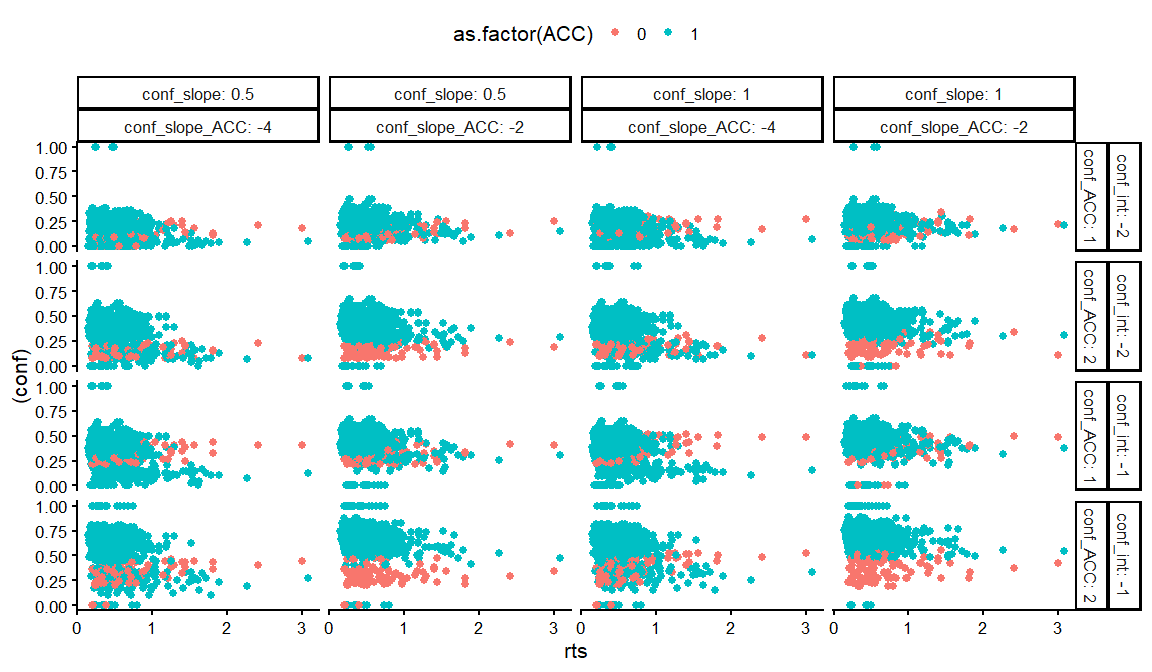 as.factor(ACC) 0 1
conf_slope: 0.5 conf_slope: 0.5 conf_slope: 1 conf_slope: 1
conf_slope_ACC: -4 conf_slope_ACC: -2 conf_slope_ACC: -4 conf_slope_ACC: -2
(conf)
1.00
0.75
0.50
0.25
0.00
conf_ACC: 1 conf_int: -2
1.00
0.75
0.50
0.25
0.00
conf_ACC: 2 conf_int: -2
1.00
0.75
0.50
0.25
0.00
conf_ACC: 1 conf_int: -1
1.00
0.75
0.50
0.25
0.00
conf_ACC: 2 conf_int: -1
0 1 2 3 0 1 2 3 0 1 2 3 0 1 2 3
rts